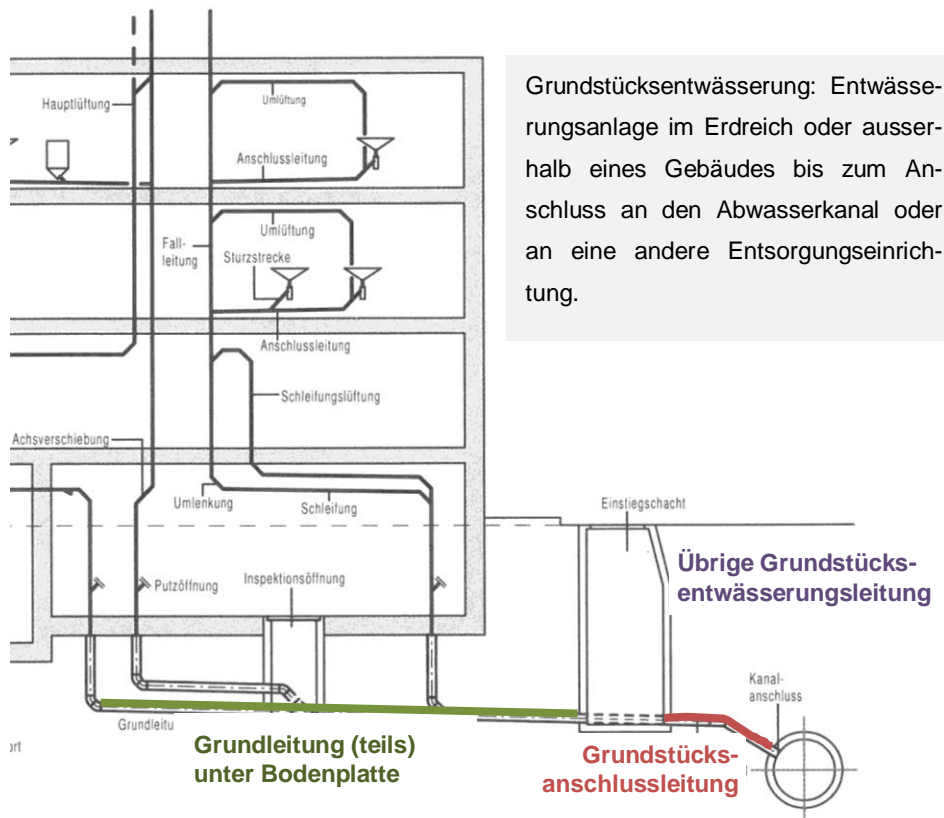 Grundstücksentwässerung: Entwässe-
rungsanlage im Erdreich oder ausser-
halb eines Gebäudes bis zum An-
schluss an den Abwasserkanal oder
an eine andere Entsorgungseinrich-
tung.
Hauptlüftung
Umlüftung
Anschlussleitung
Fall-
leitung
Umlüftung
Sturzstrecke
Anschlussleitung
Schleifungslüftung
Achsverschiebung
Umlenkung
Schleifung
Einstiegschacht
Putzöffnung
Inspektionsöffnung
Übrige Grundstücks-
entwässerungsleitung
Kanal-
anschluss
Grundleitu
ort
Grundleitung (teils)
unter Bodenplatte
Grundstücks-
anschlussleitung